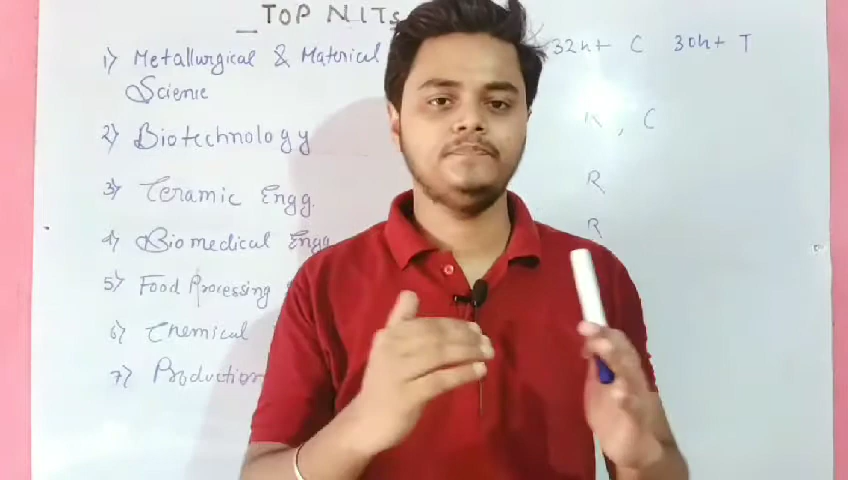 TOP NITs
1) Metallurgical & Material 32k+ C 30k+ T
Science
2) Biotechnology R, C
3) Ceramic Engg. R
4) Biomedical Engg R
5) Food Processing
6) Chemical
7) Production